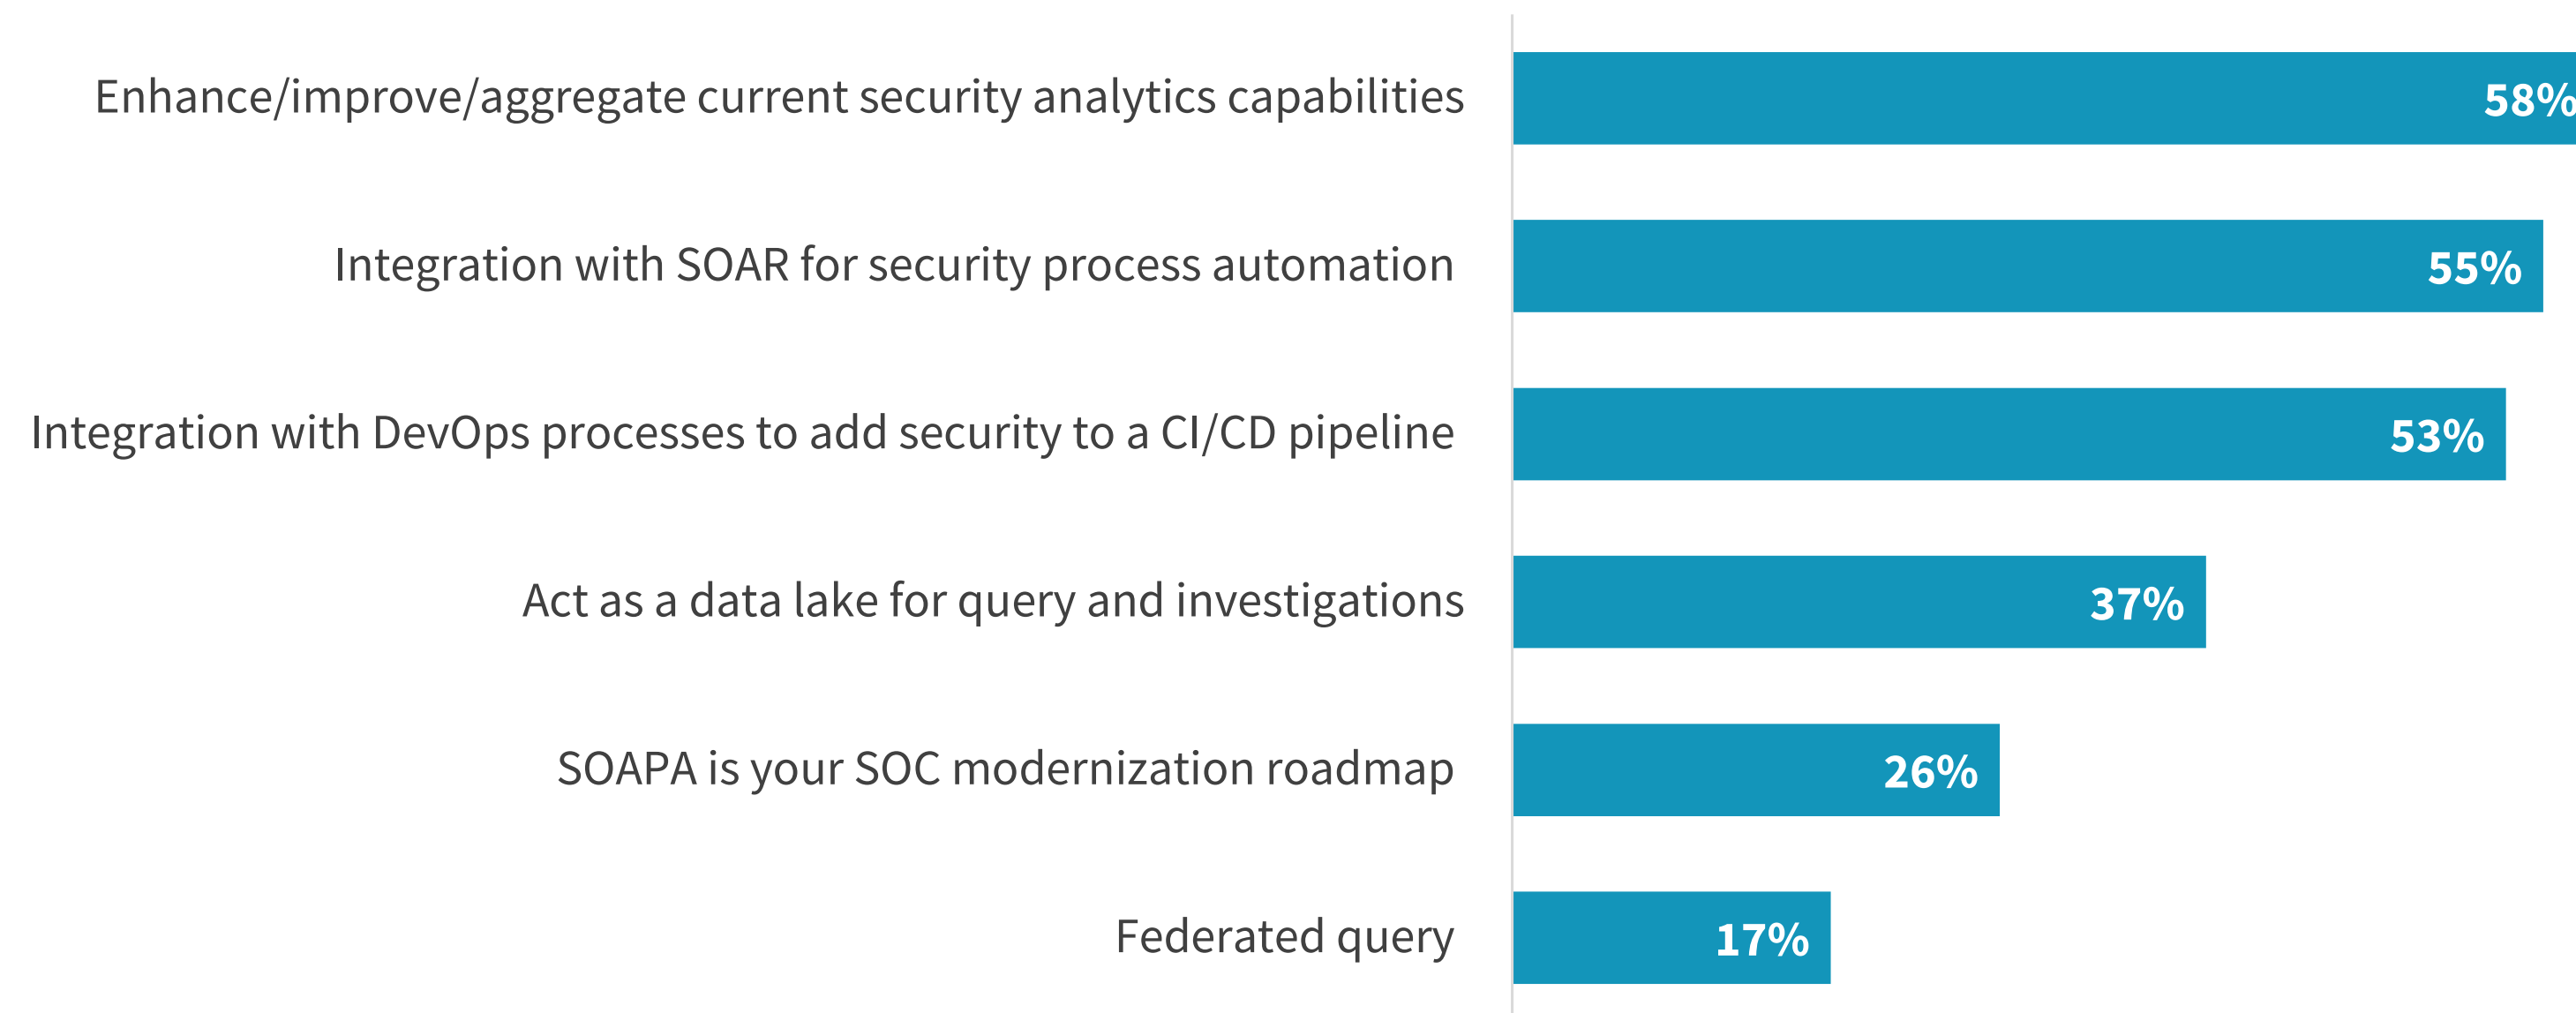 Enhance/improve/aggregate current security analytics capabilities 58%
Integration with SOAR for security process automation 55%
Integration with DevOps processes to add security to a CI/CD pipeline 53%
Act as a data lake for query and investigations 37%
SOAPA is your SOC modernization roadmap 26%
Federated query 17%